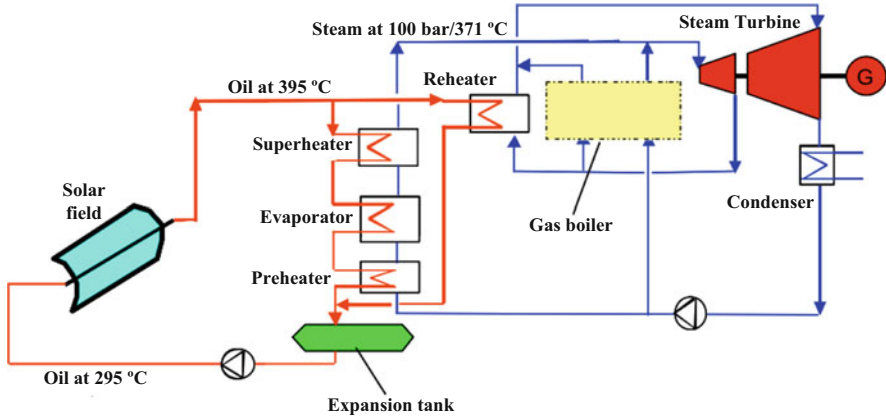 Steam at 100 bar/371 ºC
Steam Turbine
Reheater
Oil at 395 ºC
G
Superheater
Solar
field
Evaporator
Condenser
Gas boiler
Preheater
Oil at 295 ºC
Expansion tank